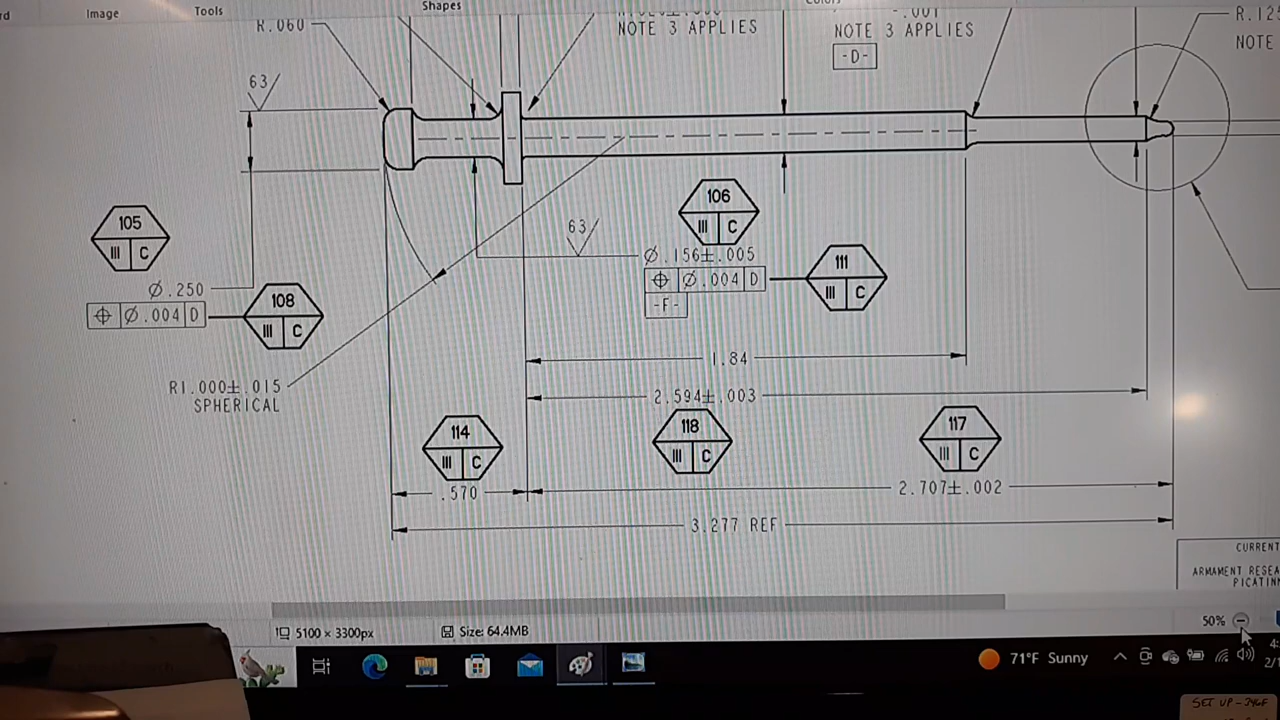 Image
Tools
Shapes
R.060
NOTE 3 APPLIES
-.001
NOTE 3 APPLIES
-D-
NOTE
63
105
III C
Ø.250
⌖ Ø.004 D
108
III C
R1.000±.015
SPHERICAL
63
106
III C
Ø.156±.005
⌖ Ø.004 D
-F-
111
III C
1.84
2.594±.003
114
III C
118
III C
117
III C
.570
2.707±.002
3.277 REF
CURRENT
5100 × 3300px
Size: 64.4MB
50%
71°F Sunny